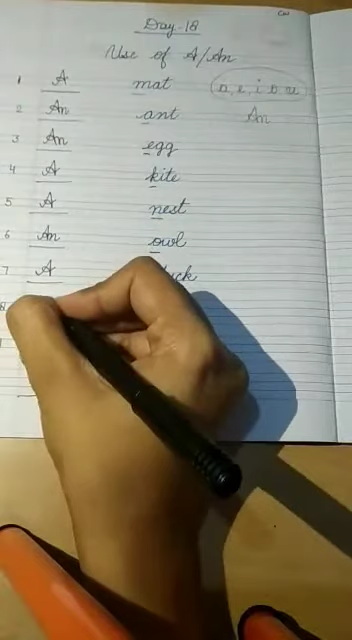 CW
Day-18
Use of A/An
1 A mat a, e, i o u
2 An ant An
3 An egg
4 A kite
5 A nest
6 An owl
7 A